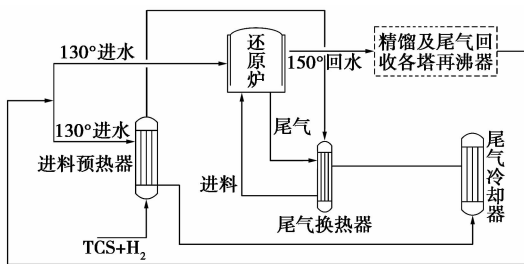 130°进水
还原炉
150°回水
精馏及尾气回
收各塔再沸器
130°进水
进料预热器
尾气
进料
尾气换热器
尾气冷却器
TCS+H₂